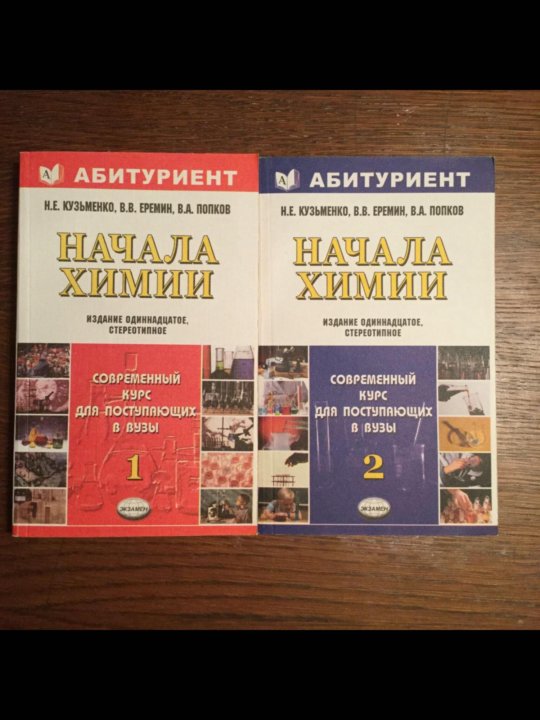 А
АБИТУРИЕНТ
Н.Е. КУЗЬМЕНКО, В.В. ЕРЕМИН, В.А. ПОПКОВ
НАЧАЛА
ХИМИИ
ИЗДАНИЕ ОДИННАДЦАТОЕ,
СТЕРЕОТИПНОЕ
СОВРЕМЕННЫЙ
КУРС
ДЛЯ ПОСТУПАЮЩИХ
В ВУЗЫ
1
ЭКЗАМЕН
А
АБИТУРИЕНТ
Н.Е. КУЗЬМЕНКО, В.В. ЕРЕМИН, В.А. ПОПКОВ
НАЧАЛА
ХИМИИ
ИЗДАНИЕ ОДИННАДЦАТОЕ,
СТЕРЕОТИПНОЕ
СОВРЕМЕННЫЙ
КУРС
ДЛЯ ПОСТУПАЮЩИХ
В ВУЗЫ
2
ЭКЗАМЕН